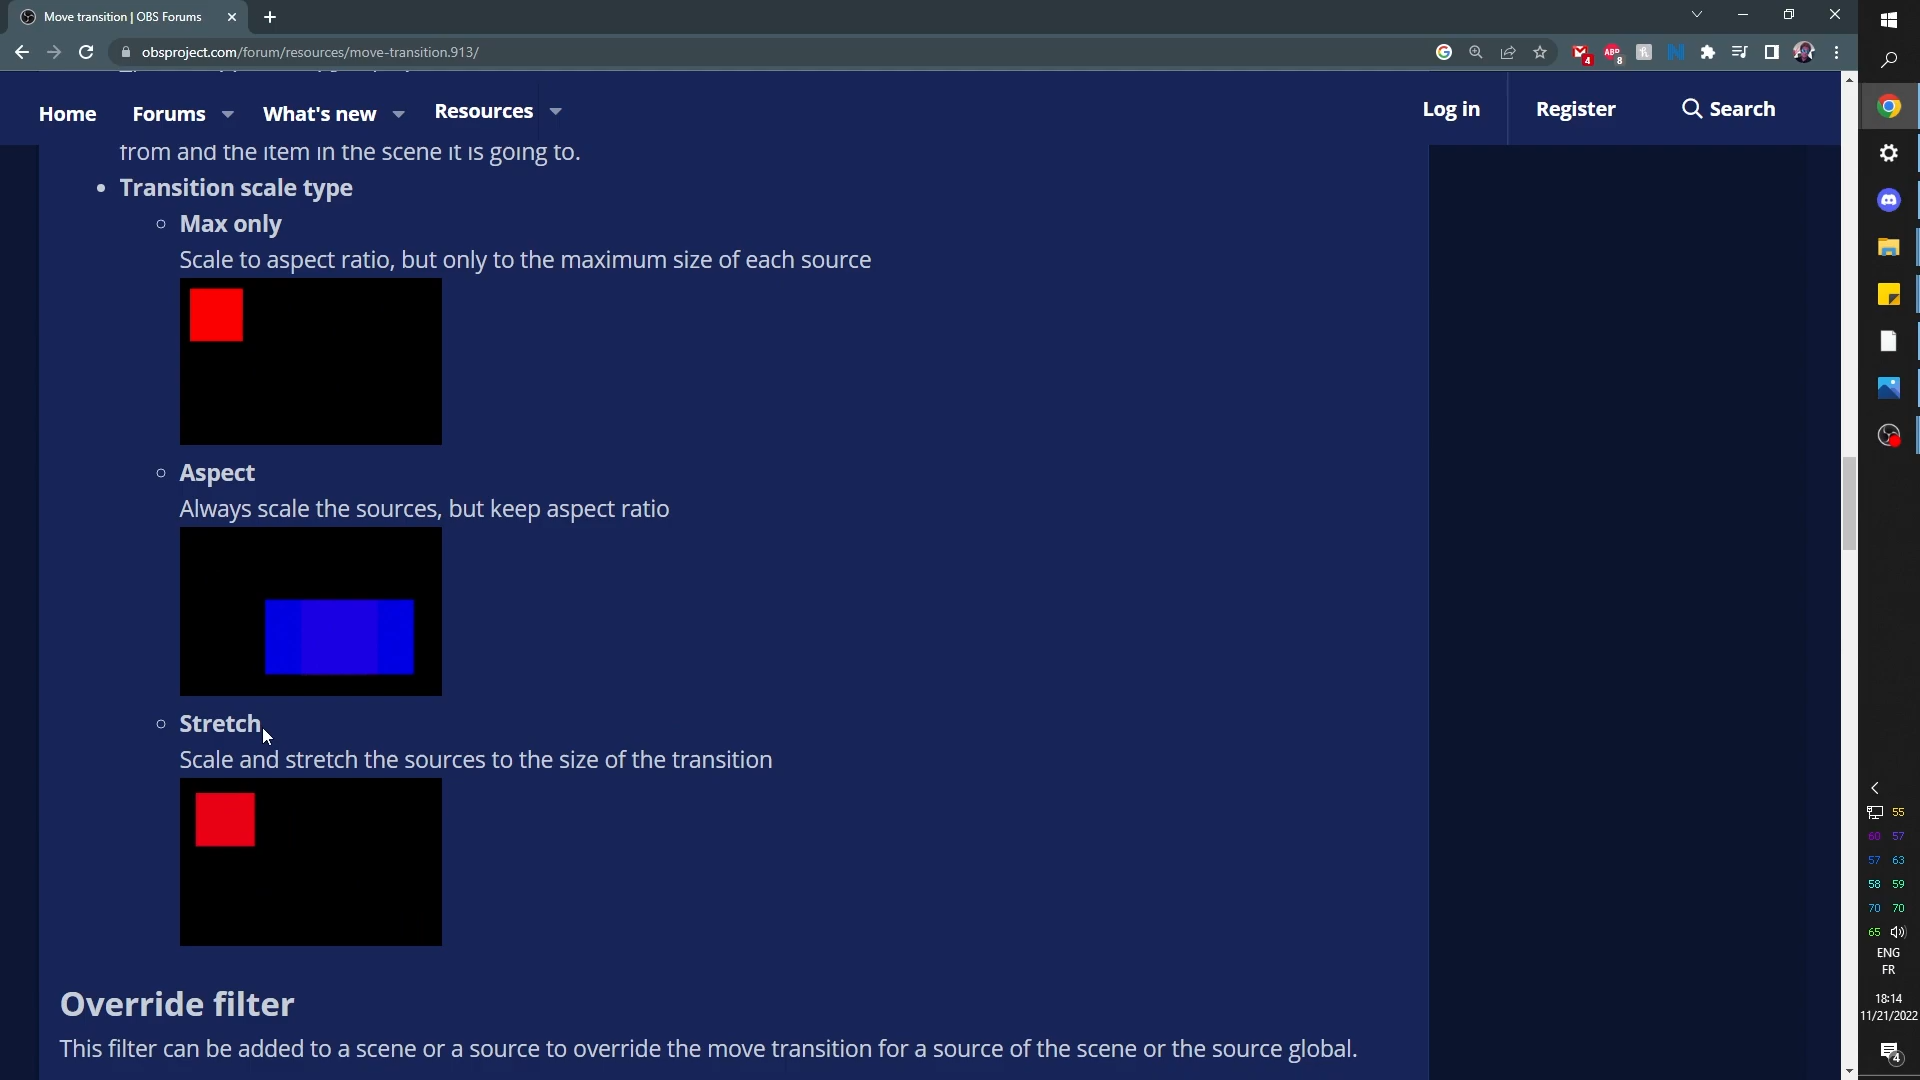 Move transition | OBS Forums
obsproject.com/forum/resources/move-transition.913/
4
ABP
8
Home
Forums
What's new
Resources
Log in
Register
Search
from and the item in the scene it is going to.
Transition scale type
Max only
Scale to aspect ratio, but only to the maximum size of each source
Aspect
Always scale the sources, but keep aspect ratio
Stretch
Scale and stretch the sources to the size of the transition
Override filter
This filter can be added to a scene or a source to override the move transition for a source of the scene or the source global.
55
60 57
57 63
58 59
70 70
65
ENG
FR
18:14
11/21/2022
4